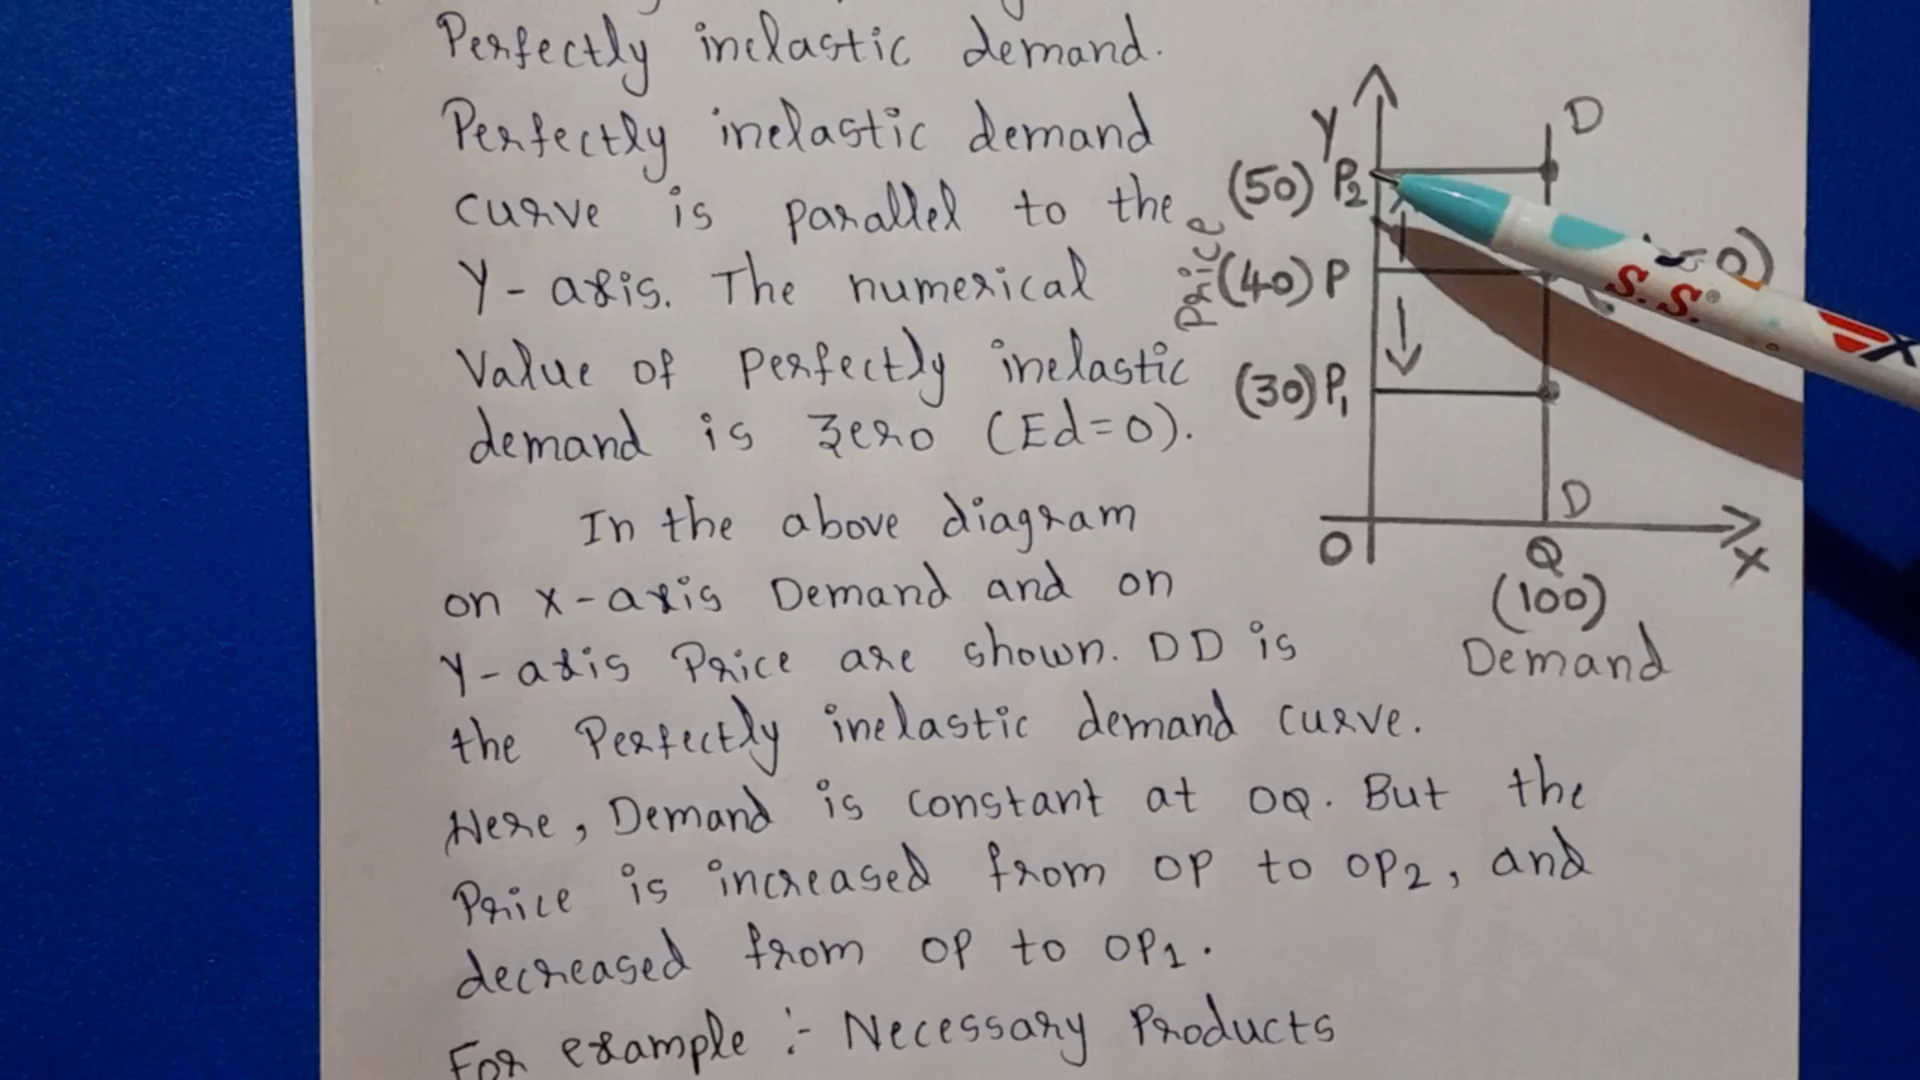 Perfectly inelastic demand.
Perfectly inelastic demand
curve is parallel to the
Y-axis. The numerical
Value of perfectly inelastic
demand is zero (Ed=0).
In the above diagram
on x-axis Demand and on
Y-axis Price are shown. DD is
the Perfectly inelastic demand curve.
Here, Demand is constant at OQ. But the
Price is increased from OP to OP2, and
decreased from OP to OP1.
For example :- Necessary Products
Y
D
(50) P2
Price
(40) P
0)
(30) P1
D
O
Q
X
(100)
Demand
S.S.